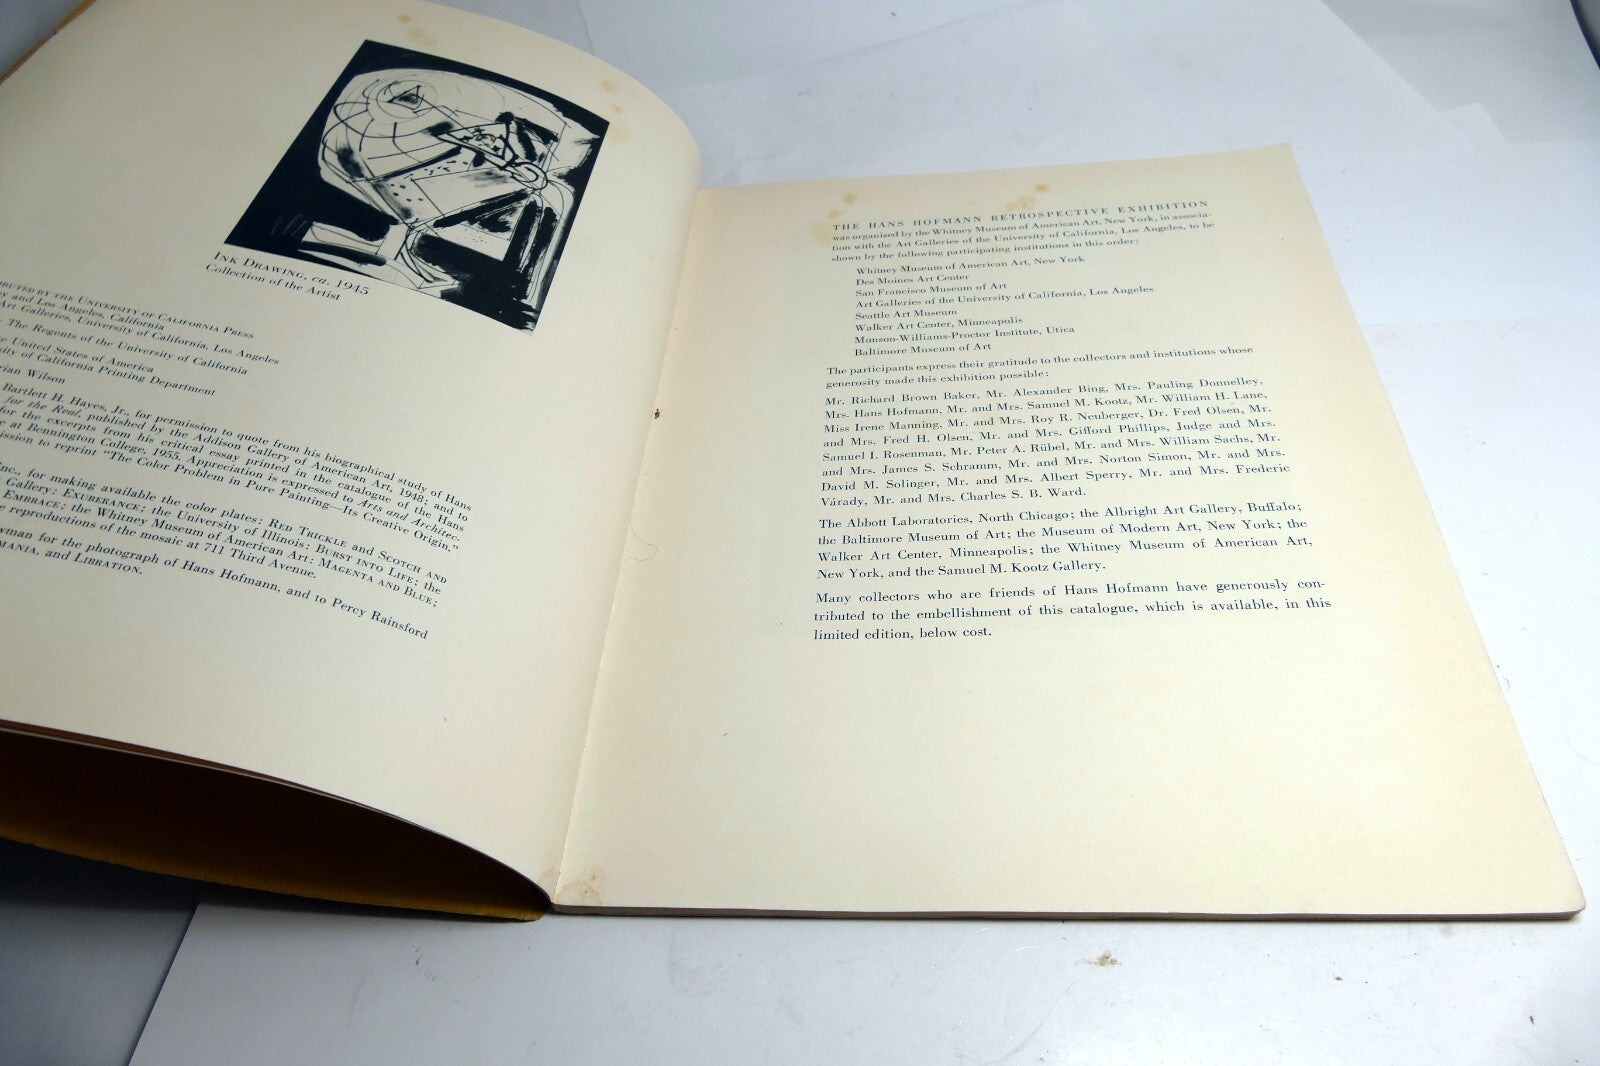 INK DRAWING, ca. 1945
Collection of the Artist
BUTED BY THE UNIVERSITY OF CALIFORNIA PRESS
ey and Los Angeles, California
Art Galleries, University of California, Los Angeles
The Regents of the University of California
e United States of America
sity of California Printing Department
rian Wilson
Bartlett H. Hayes, Jr., for permission to quote from his biographical study of Hans
for the Real, published by the Addison Gallery of American Art, 1948; and to
for the excerpts from his critical essay printed in the catalogue of the Hans
e at Bennington College, 1955. Appreciation is expressed to Arts and Architec-
mission to reprint "The Color Problem in Pure Painting—Its Creative Origin,"
Inc., for making available the color plates: RED TRICKLE and SCOTCH AND
Gallery: EXUBERANCE; the University of Illinois: BURST INTO LIFE; the
EMBRACE; the Whitney Museum of American Art: MAGENTA AND BLUE;
e reproductions of the mosaic at 711 Third Avenue.
wman for the photograph of Hans Hofmann, and to Percy Rainsford
MANIA, and LIBRATION.
THE HANS HOFMANN RETROSPECTIVE EXHIBITION
was organized by the Whitney Museum of American Art, New York, in associa-
tion with the Art Galleries of the University of California, Los Angeles, to be
shown by the following participating institutions in this order:
Whitney Museum of American Art, New York
Des Moines Art Center
San Francisco Museum of Art
Art Galleries of the University of California, Los Angeles
Seattle Art Museum
Walker Art Center, Minneapolis
Munson-Williams-Proctor Institute, Utica
Baltimore Museum of Art
The participants express their gratitude to the collectors and institutions whose
generosity made this exhibition possible:
Mr. Richard Brown Baker, Mr. Alexander Bing, Mrs. Pauling Donnelley,
Mrs. Hans Hofmann, Mr. and Mrs. Samuel M. Kootz, Mr. William H. Lane,
Miss Irene Manning, Mr. and Mrs. Roy R. Neuberger, Dr. Fred Olsen, Mr.
and Mrs. Fred H. Olsen, Mr. and Mrs. Gifford Phillips, Judge and Mrs.
Samuel I. Rosenman, Mr. Peter A. Rübel, Mr. and Mrs. William Sachs, Mr.
and Mrs. James S. Schramm, Mr. and Mrs. Norton Simon, Mr. and Mrs.
David M. Solinger, Mr. and Mrs. Albert Sperry, Mr. and Mrs. Frederic
Várady, Mr. and Mrs. Charles S. B. Ward.
The Abbott Laboratories, North Chicago; the Albright Art Gallery, Buffalo;
the Baltimore Museum of Art; the Museum of Modern Art, New York; the
Walker Art Center, Minneapolis; the Whitney Museum of American Art,
New York, and the Samuel M. Kootz Gallery.
Many collectors who are friends of Hans Hofmann have generously con-
tributed to the embellishment of this catalogue, which is available, in this
limited edition, below cost.